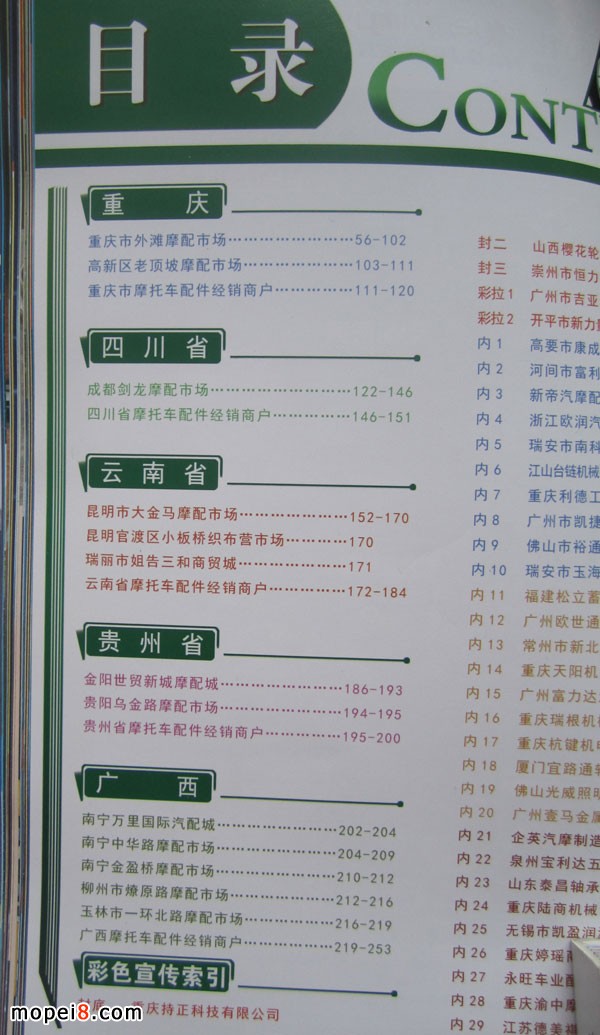 目录
CONT
重庆
重庆市外滩摩配市场………………………56-102
高新区老顶坡摩配市场……………………103-111
重庆市摩托车配件经销商户………………111-120
四川省
成都剑龙摩配市场…………………………122-146
四川省摩托车配件经销商户………………146-151
云南省
昆明市大金马摩配市场……………………152-170
昆明官渡区小板桥织布营市场…………170
瑞丽市姐告三和商贸城……………………171
云南省摩托车配件经销商户………………172-184
贵州省
金阳世贸新城摩配城………………………186-193
贵阳乌金路摩配市场………………………194-195
贵州省摩托车配件经销商户………………195-200
广西
南宁万里国际汽配城………………………202-204
南宁中华路摩配市场………………………204-209
南宁金盈桥摩配市场………………………210-212
柳州市燎原路摩配市场……………………212-216
玉林市一环北路摩配市场…………………216-219
广西摩托车配件经销商户…………………219-253
彩色宣传索引
封底 重庆持正科技有限公司
封二 山西樱花轮
封三 崇州市恒力
彩拉1 广州市吉亚
彩拉2 开平市新力
内1 高要市康成
内2 河间市富利
内3 新帝汽摩配
内4 浙江欧润汽
内5 瑞安市南科
内6 江山台链机械
内7 重庆利德工
内8 广州市凯捷
内9 佛山市裕通
内10 瑞安市玉海
内11 福建松立蓄
内12 广州欧世通
内13 常州市新北
内14 重庆天阳机
内15 广州富力达
内16 重庆瑞根机
内17 重庆杭键机电
内18 厦门宜路通
内19 佛山光威照明
内20 广州壹马金属
内21 企英汽摩制造
内22 泉州宝利达五
内23 山东泰昌轴承
内24 重庆陆商机械
内25 无锡市凯盈润
内26 重庆婷瑶
内27 永旺车业
内28 重庆渝中摩
内29 江苏德美
mopei8.com